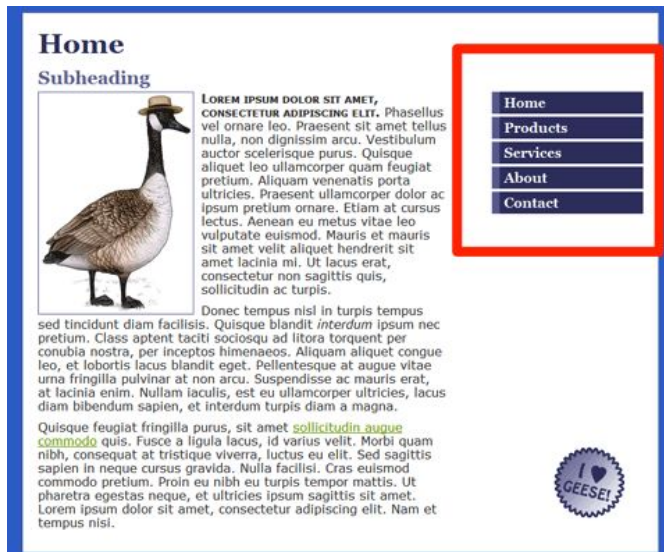 Home
Subheading
LOREM IPSUM DOLOR SIT AMET,
CONSECTETUR ADIPISCING ELIT. Phasellus
vel ornare leo. Praesent sit amet tellus
nulla, non dignissim arcu. Vestibulum
auctor scelerisque purus. Quisque
aliquet leo ullamcorper quam feugiat
pretium. Aliquam venenatis porta
ultricies. Praesent ullamcorper dolor ac
ipsum pretium ornare. Etiam at cursus
lectus. Aenean eu metus vitae leo
vulputate euismod. Mauris et mauris
sit amet velit aliquet hendrerit sit
amet lacinia mi. Ut lacus erat,
consectetur non sagittis quis,
sollicitudin ac turpis.
Donec tempus nisl in turpis tempus
sed tincidunt diam facilisis. Quisque blandit interdum ipsum nec
pretium. Class aptent taciti sociosqu ad litora torquent per
conubia nostra, per inceptos himenaeos. Aliquam aliquet congue
leo, et lobortis lacus blandit eget. Pellentesque at augue vitae
urna fringilla pulvinar at non arcu. Suspendisse ac mauris erat,
at lacinia enim. Nullam iaculis, est eu ullamcorper ultricies, lacus
diam bibendum sapien, et interdum turpis diam a magna.
Quisque feugiat fringilla purus, sit amet sollicitudin augue
commodo quis. Fusce a ligula lacus, id varius velit. Morbi quam
nibh, consequat at tristique viverra, luctus eu elit. Sed sagittis
sapien in neque cursus gravida. Nulla facilisi. Cras euismod
commodo pretium. Proin eu nibh eu turpis tempor mattis. Ut
pharetra egestas neque, et ultricies ipsum sagittis sit amet.
Lorem ipsum dolor sit amet, consectetur adipiscing elit. Nam et
tempus nisi.
Home
Products
Services
About
Contact
I ♥
GEESE!